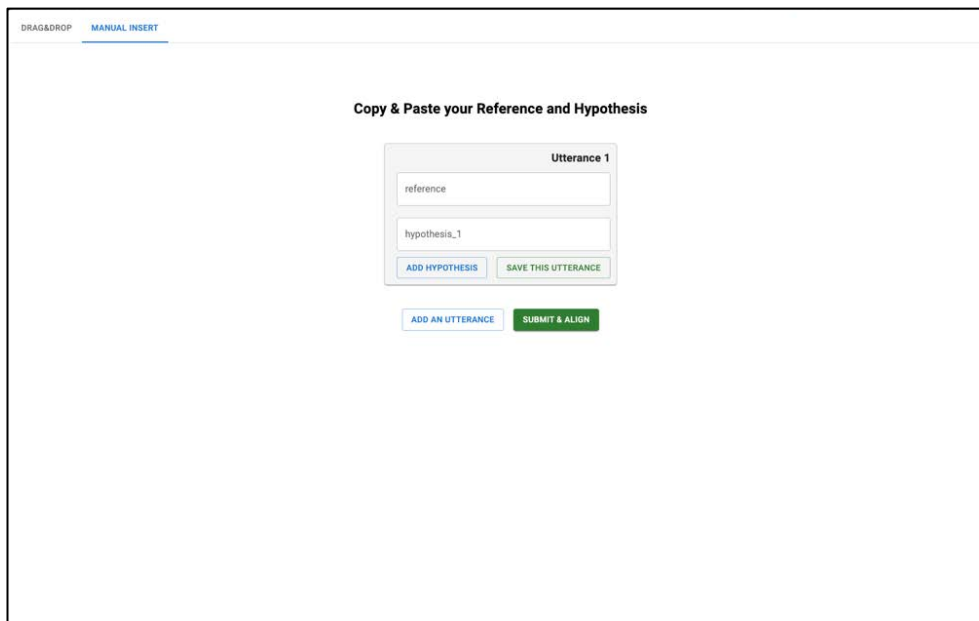 DRAG&DROP MANUAL INSERT
Copy & Paste your Reference and Hypothesis
Utterance 1
reference
hypothesis_1
ADD HYPOTHESIS SAVE THIS UTTERANCE
ADD AN UTTERANCE SUBMIT & ALIGN